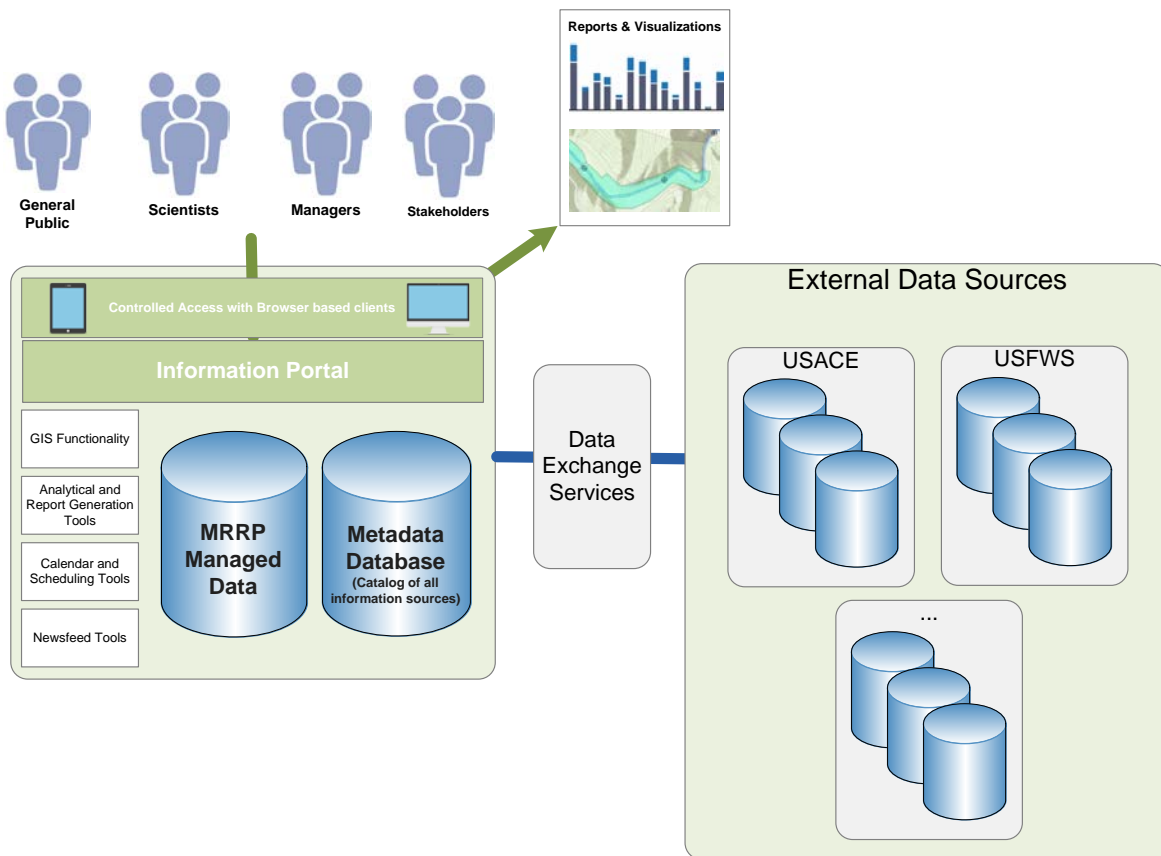 Reports & Visualizations
General
Public
Scientists
Managers
Stakeholders
Controlled Access with Browser based clients
Information Portal
GIS Functionality
Analytical and
Report Generation
Tools
Calendar and
Scheduling Tools
Newsfeed Tools
MRRP
Managed
Data
Metadata
Database
(Catalog of all
information sources)
Data
Exchange
Services
External Data Sources
USACE
USFWS
...